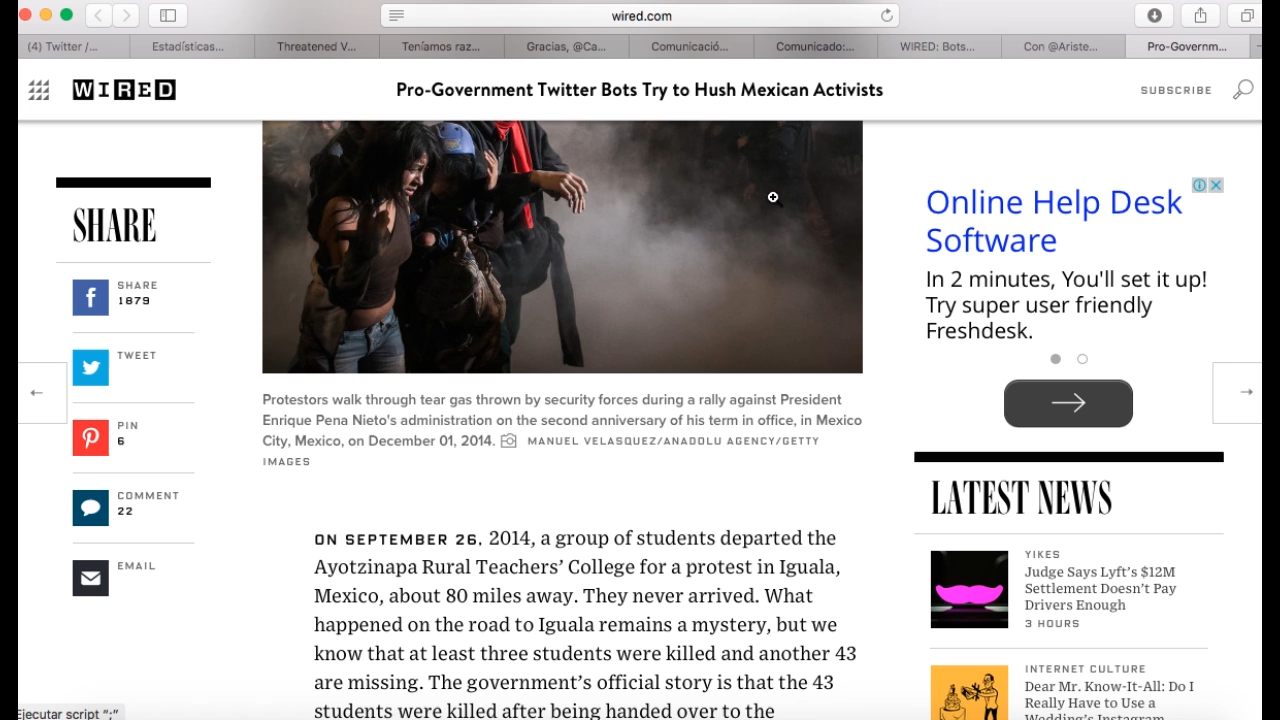 wired.com
(4) Twitter /...
Estadísticas...
Threatened V...
Teníamos raz...
Gracias, @Ca...
Comunicació...
Comunicado:...
WIRED: Bots...
Con @Ariste...
Pro-Governm...
WIRED
Pro-Government Twitter Bots Try to Hush Mexican Activists
SUBSCRIBE
SHARE
SHARE
1879
TWEET
PIN
6
COMMENT
22
EMAIL
Protestors walk through tear gas thrown by security forces during a rally against President
Enrique Pena Nieto's administration on the second anniversary of his term in office, in Mexico
City, Mexico, on December 01, 2014. MANUEL VELASQUEZ/ANADOLU AGENCY/GETTY
IMAGES
ON SEPTEMBER 26, 2014, a group of students departed the
Ayotzinapa Rural Teachers’ College for a protest in Iguala,
Mexico, about 80 miles away. They never arrived. What
happened on the road to Iguala remains a mystery, but we
know that at least three students were killed and another 43
are missing. The government’s official story is that the 43
students were killed after being handed over to the
Online Help Desk
Software
In 2 minutes, You'll set it up!
Try super user friendly
Freshdesk.
LATEST NEWS
YIKES
Judge Says Lyft’s $12M
Settlement Doesn’t Pay
Drivers Enough
3 HOURS
INTERNET CULTURE
Dear Mr. Know-It-All: Do I
Really Have to Use a
Wedding’s Instagram
Ejecutar script “;”